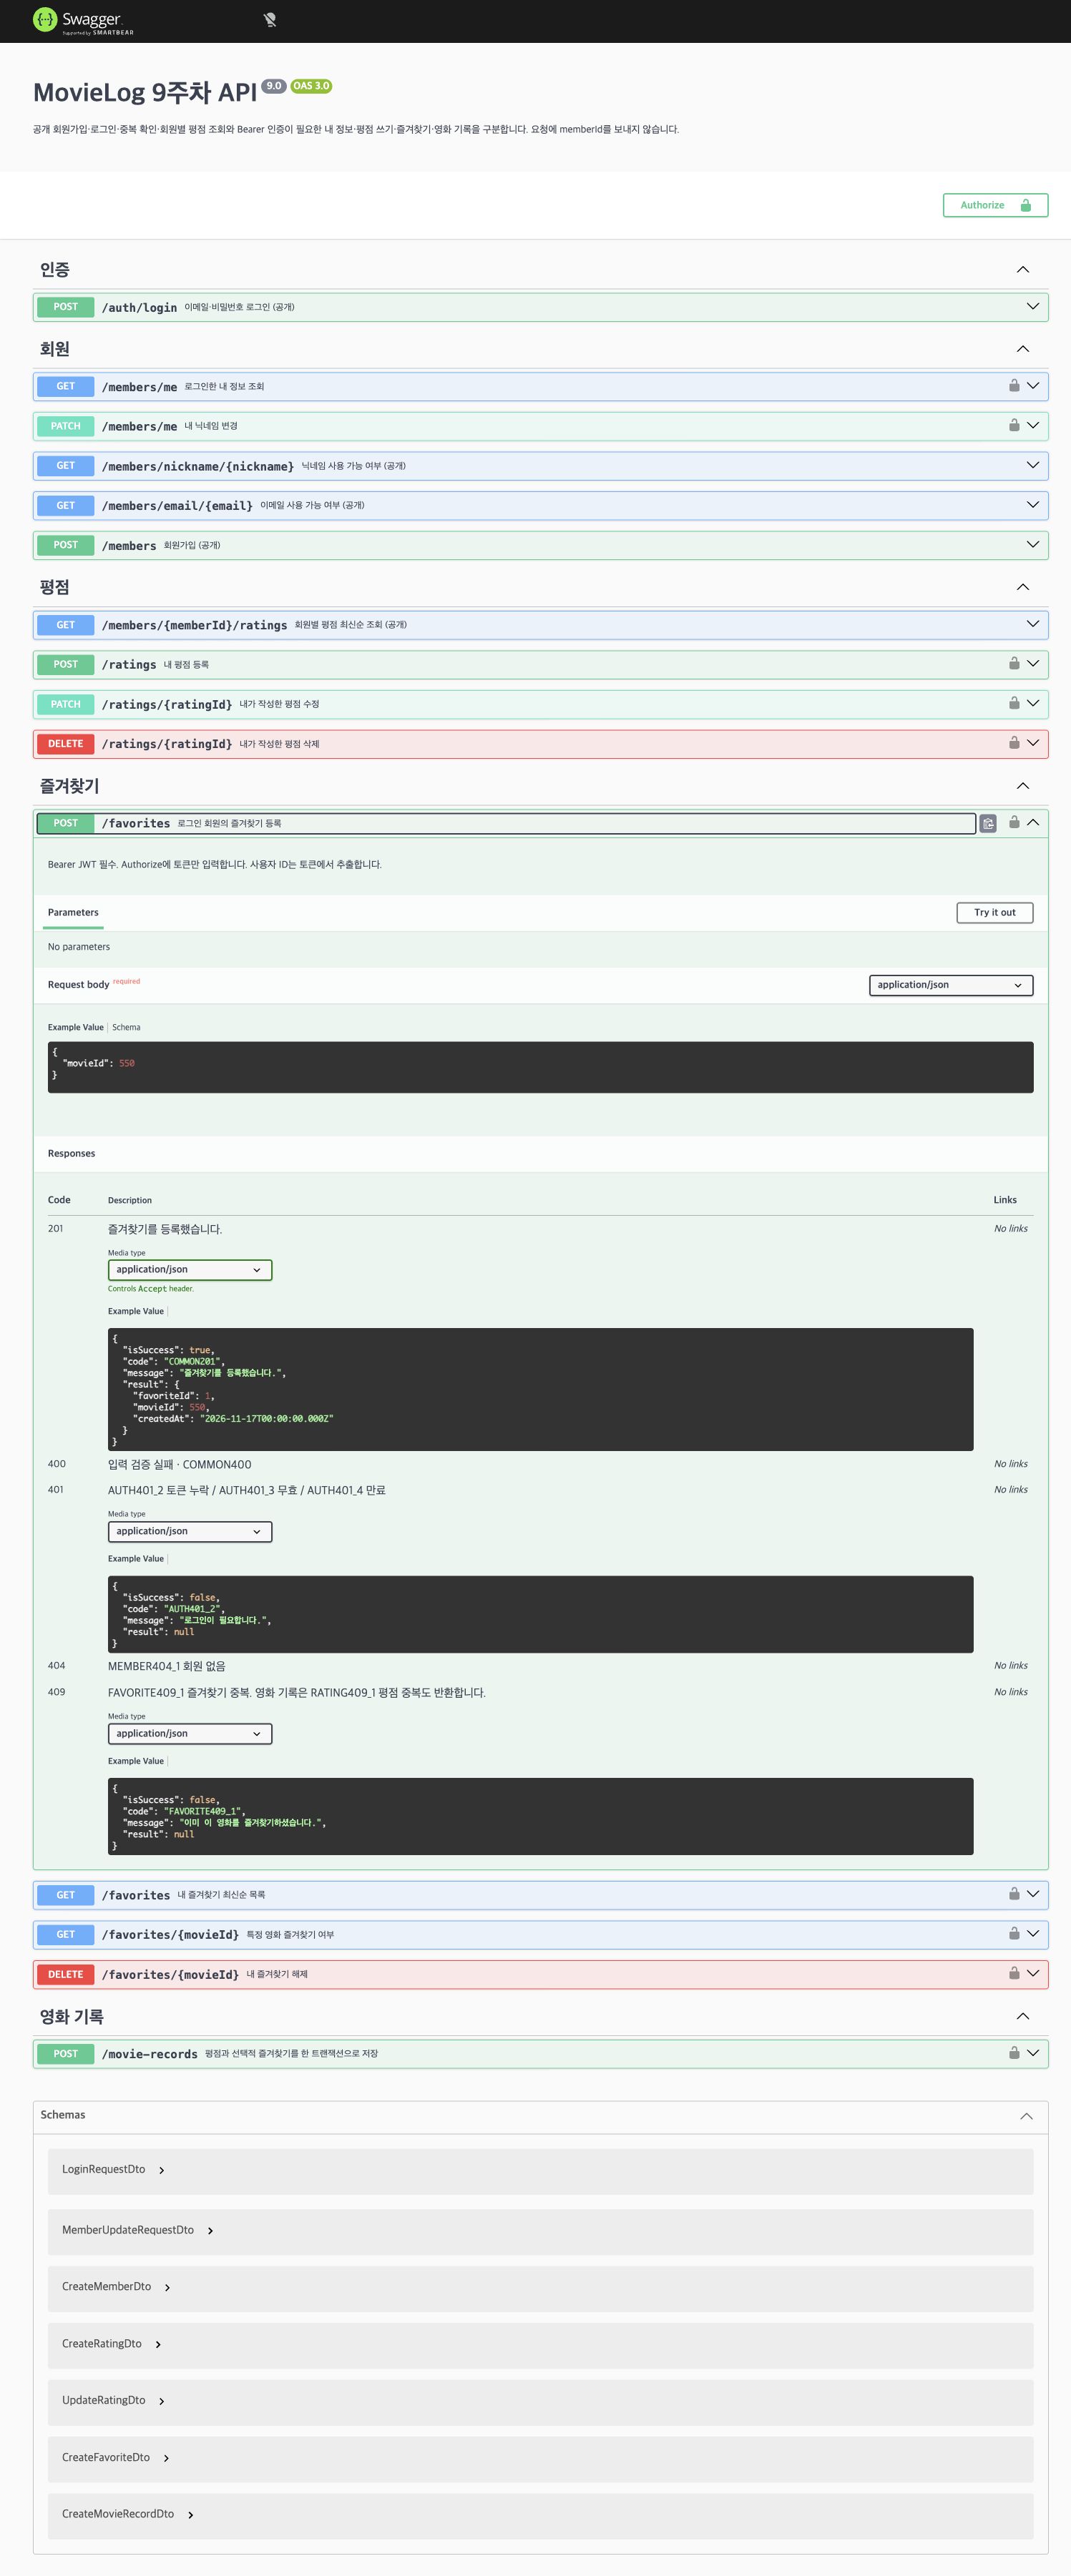 Swagger
Supported by SMARTBEAR
MovieLog 9주차 API 9.0 OAS 3.0
공개 회원가입·로그인·중복 확인·회원별 평점 조회와 Bearer 인증이 필요한 내 정보·평점 쓰기·즐겨찾기·영화 기록을 구분합니다. 요청에 memberId를 보내지 않습니다.
Authorize
인증
POST /auth/login 이메일·비밀번호 로그인 (공개)
회원
GET /members/me 로그인한 내 정보 조회
PATCH /members/me 내 닉네임 변경
GET /members/nickname/{nickname} 닉네임 사용 가능 여부 (공개)
GET /members/email/{email} 이메일 사용 가능 여부 (공개)
POST /members 회원가입 (공개)
평점
GET /members/{memberId}/ratings 회원별 평점 최신순 조회 (공개)
POST /ratings 내 평점 등록
PATCH /ratings/{ratingId} 내가 작성한 평점 수정
DELETE /ratings/{ratingId} 내가 작성한 평점 삭제
즐겨찾기
POST /favorites 로그인 회원의 즐겨찾기 등록
Bearer JWT 필수. Authorize에 토큰만 입력합니다. 사용자 ID는 토큰에서 추출합니다.
Parameters Try it out
No parameters
Request body required application/json
Example Value Schema
{
"movieId": 550
}
Responses
Code Description Links
201 즐겨찾기를 등록했습니다. No links
Media type
application/json
Controls Accept header.
Example Value
{
"isSuccess": true,
"code": "COMMON201",
"message": "즐겨찾기를 등록했습니다.",
"result": {
"favoriteId": 1,
"movieId": 550,
"createdAt": "2026-11-17T00:00:00.000Z"
}
}
400 입력 검증 실패 · COMMON400 No links
401 AUTH401_2 토큰 누락 / AUTH401_3 무효 / AUTH401_4 만료 No links
Media type
application/json
Example Value
{
"isSuccess": false,
"code": "AUTH401_2",
"message": "로그인이 필요합니다.",
"result": null
}
404 MEMBER404_1 회원 없음 No links
409 FAVORITE409_1 즐겨찾기 중복. 영화 기록은 RATING409_1 평점 중복도 반환합니다. No links
Media type
application/json
Example Value
{
"isSuccess": false,
"code": "FAVORITE409_1",
"message": "이미 이 영화를 즐겨찾기하셨습니다.",
"result": null
}
GET /favorites 내 즐겨찾기 최신순 목록
GET /favorites/{movieId} 특정 영화 즐겨찾기 여부
DELETE /favorites/{movieId} 내 즐겨찾기 해제
영화 기록
POST /movie-records 평점과 선택적 즐겨찾기를 한 트랜잭션으로 저장
Schemas
LoginRequestDto
MemberUpdateRequestDto
CreateMemberDto
CreateRatingDto
UpdateRatingDto
CreateFavoriteDto
CreateMovieRecordDto